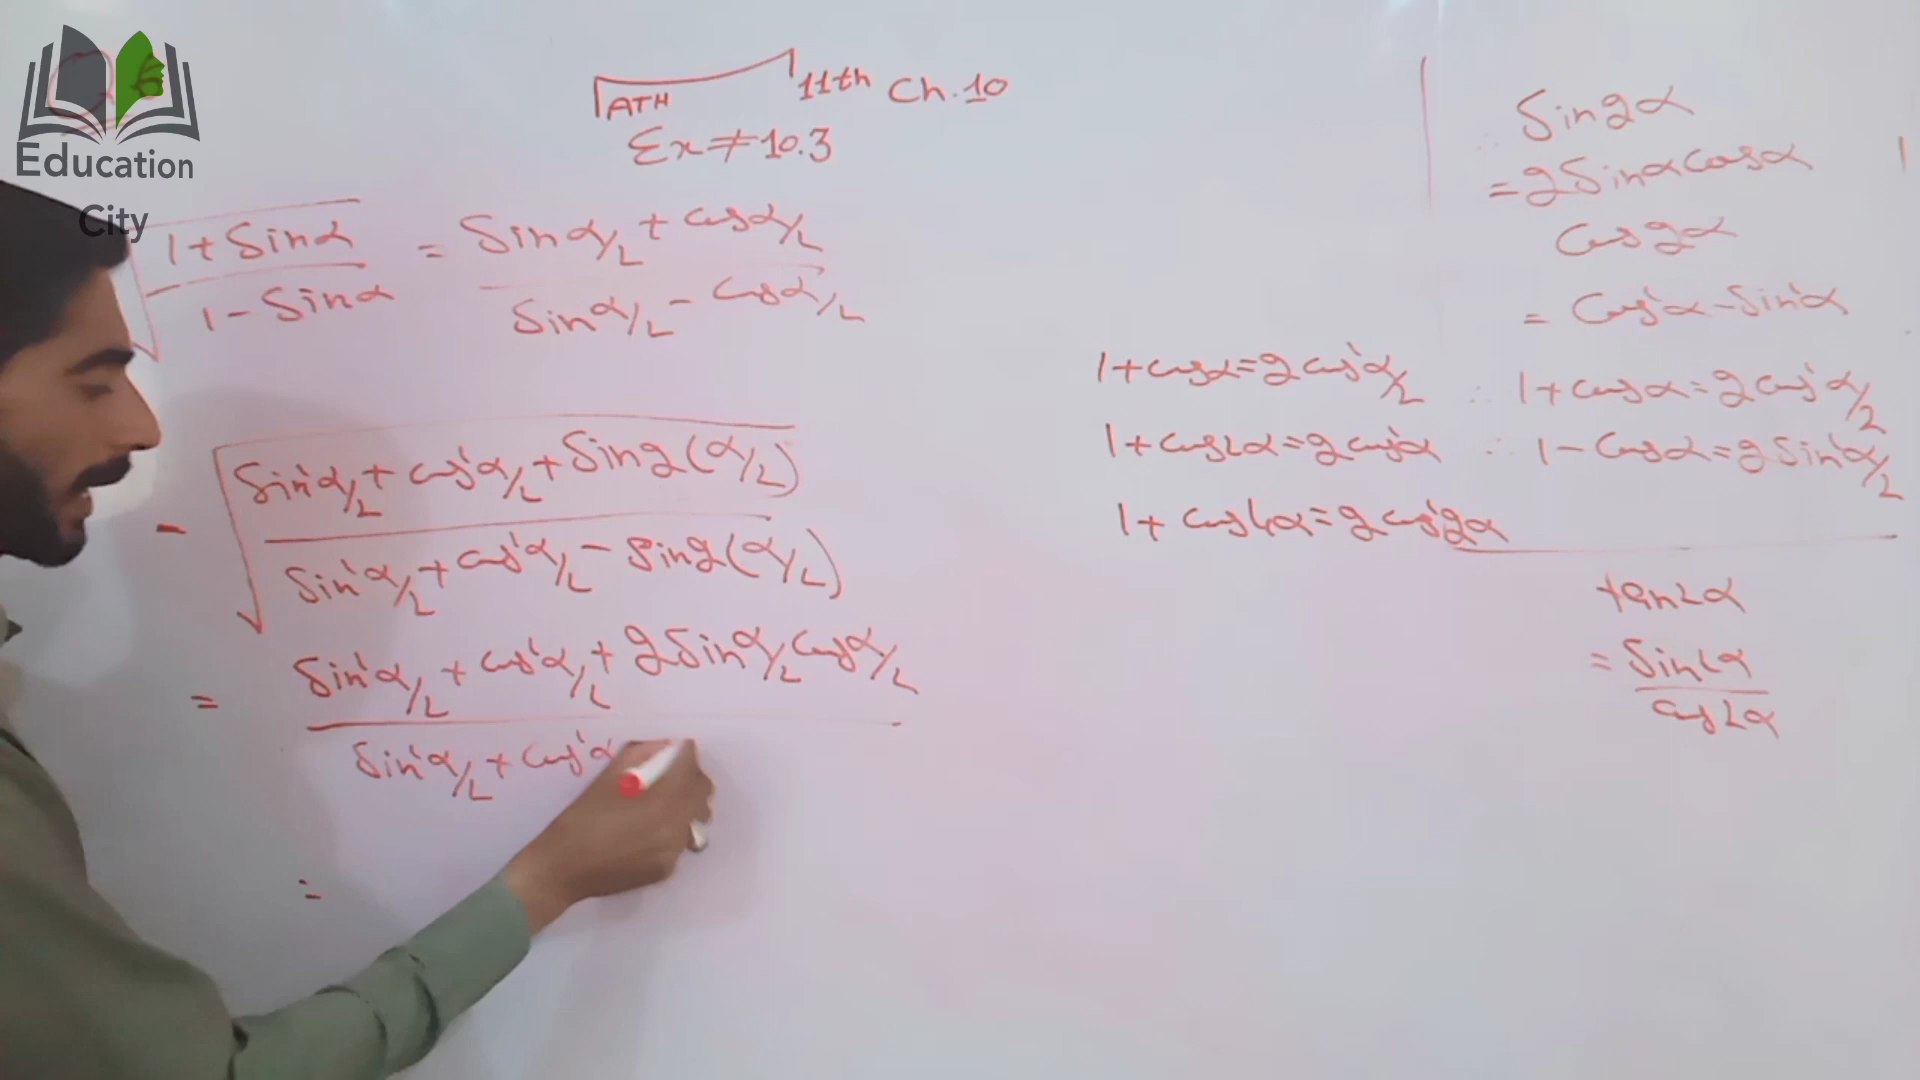 Education
City
MATH 11th Ch.10
Ex≠10.3
√(1+Sinα / 1-Sinα) = Sinα/2 + cosα/2 / Sinα/2 - cosα/2
= √(Sin²α/2 + cos²α/2 + Sin2(α/2) / Sin²α/2 + cos²α/2 - Sin2(α/2))
= Sin²α/2 + cos²α/2 + 2Sinα/2 cosα/2 / Sin²α/2 + cos²α
=
1+cosα=2cos²α/2
1+cos2α=2cos²α
1+cos4α=2cos²2α
Sin2α
=2Sinαcosα
Cos2α
= Cos²α-Sin²α
∴ 1+cosα=2cos²α/2
∴ 1-Cosα=2Sin²α/2
tan2α
= Sin2α
cos2α